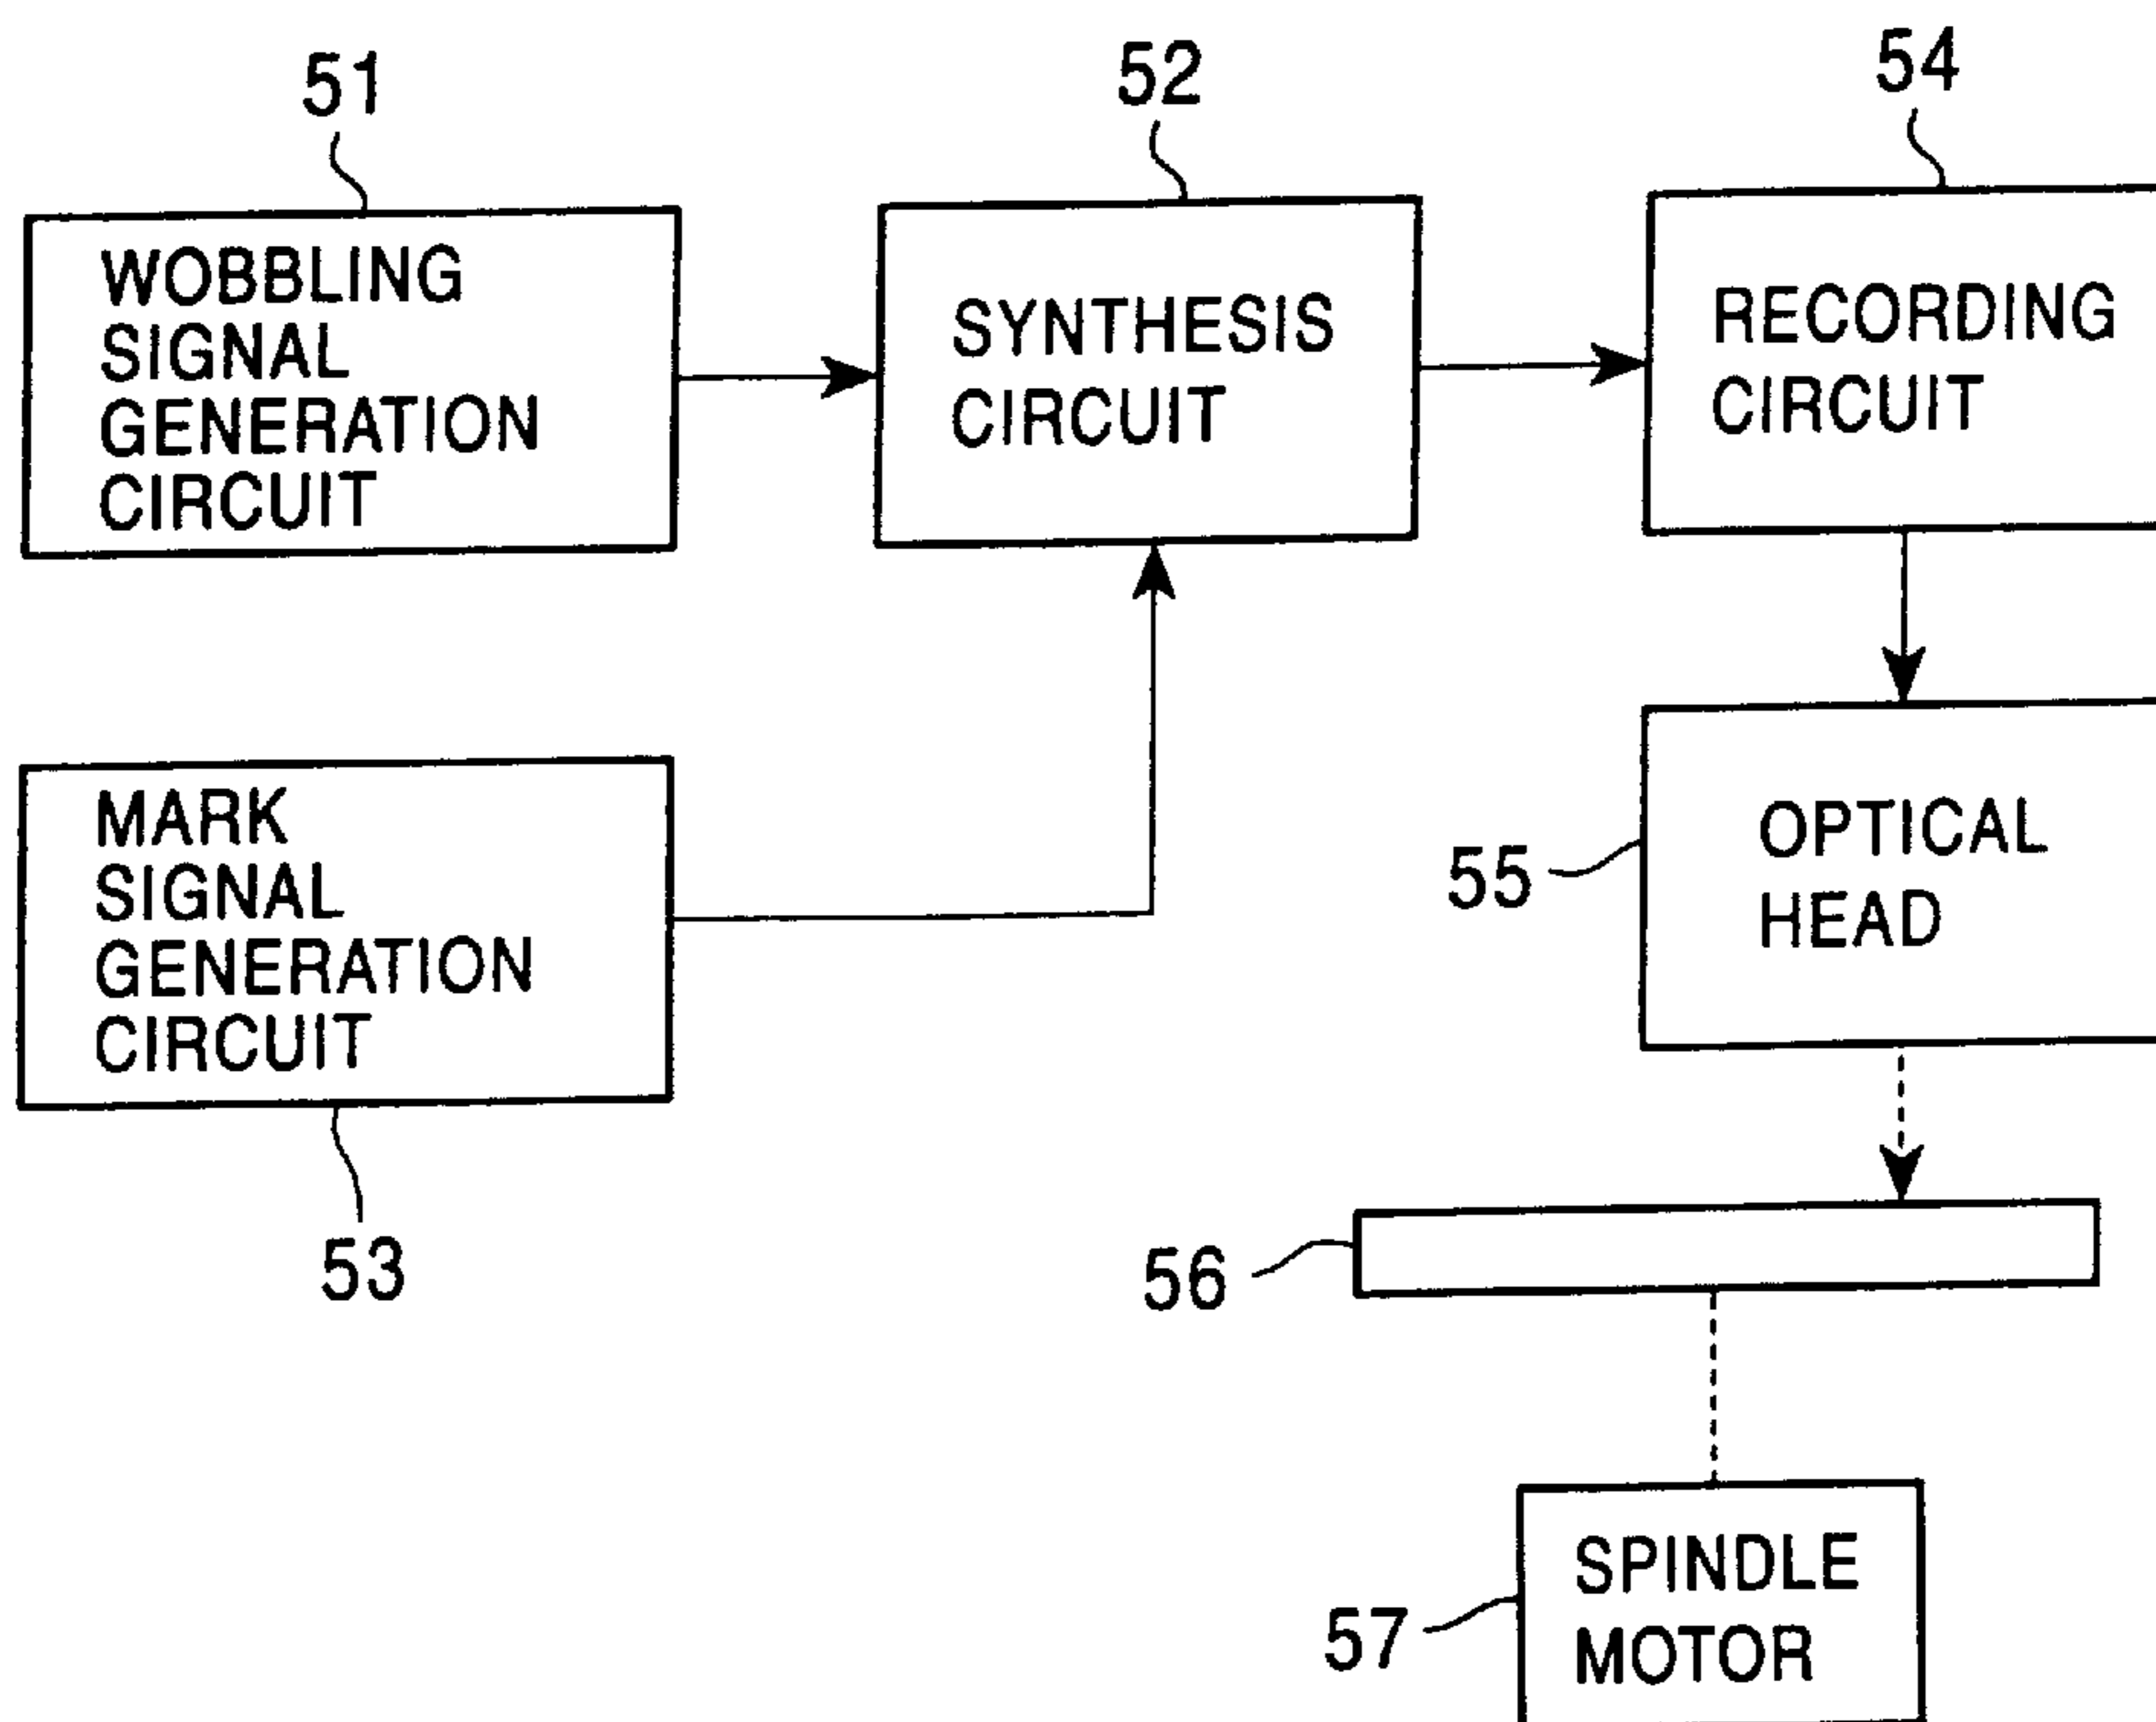 51
52
54
WOBBLING
SIGNAL
GENERATION
CIRCUIT
SYNTHESIS
CIRCUIT
RECORDING
CIRCUIT
MARK
SIGNAL
GENERATION
CIRCUIT
53
55
OPTICAL
HEAD
56
57
SPINDLE
MOTOR